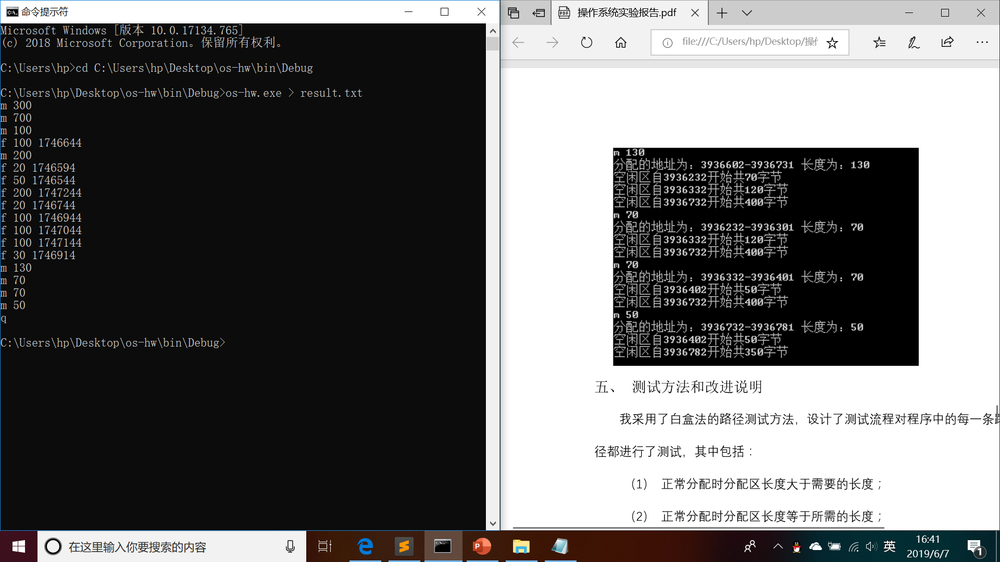 命令提示符
Microsoft Windows [版本 10.0.17134.765]
(c) 2018 Microsoft Corporation。保留所有权利。
C:\Users\hp>cd C:\Users\hp\Desktop\os-hw\bin\Debug
C:\Users\hp\Desktop\os-hw\bin\Debug>os-hw.exe > result.txt
m 300
m 700
m 100
f 100 1746644
m 200
f 20 1746594
f 50 1746544
f 200 1747244
f 20 1746744
f 100 1746944
f 100 1747044
f 100 1747144
f 30 1746914
m 130
m 70
m 70
m 50
q
C:\Users\hp\Desktop\os-hw\bin\Debug>
操作系统实验报告.pdf
file:///C:/Users/hp/Desktop/操
m 130
分配的地址为：3936602-3936731 长度为：130
空闲区自3936232开始共70字节
空闲区自3936332开始共120字节
空闲区自3936732开始共400字节
m 70
分配的地址为：3936232-3936301 长度为：70
空闲区自3936332开始共120字节
空闲区自3936732开始共400字节
m 70
分配的地址为：3936332-3936401 长度为：70
空闲区自3936402开始共50字节
空闲区自3936732开始共400字节
m 50
分配的地址为：3936732-3936781 长度为：50
空闲区自3936402开始共50字节
空闲区自3936782开始共350字节
五、 测试方法和改进说明
我采用了白盒法的路径测试方法，设计了测试流程对程序中的每一条
径都进行了测试，其中包括：
（1） 正常分配时分配区长度大于需要的长度；
（2） 正常分配时分配区长度等于所需的长度；
在这里输入你要搜索的内容
英
16:41
2019/6/7
1